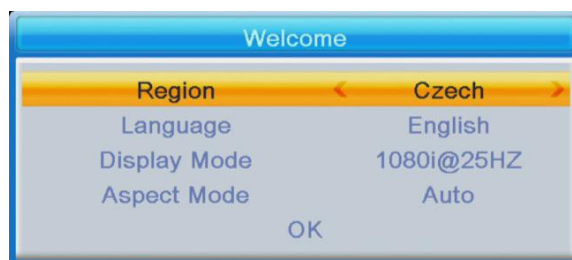 Welcome
Region < Czech >
Language English
Display Mode 1080i@25HZ
Aspect Mode Auto
OK